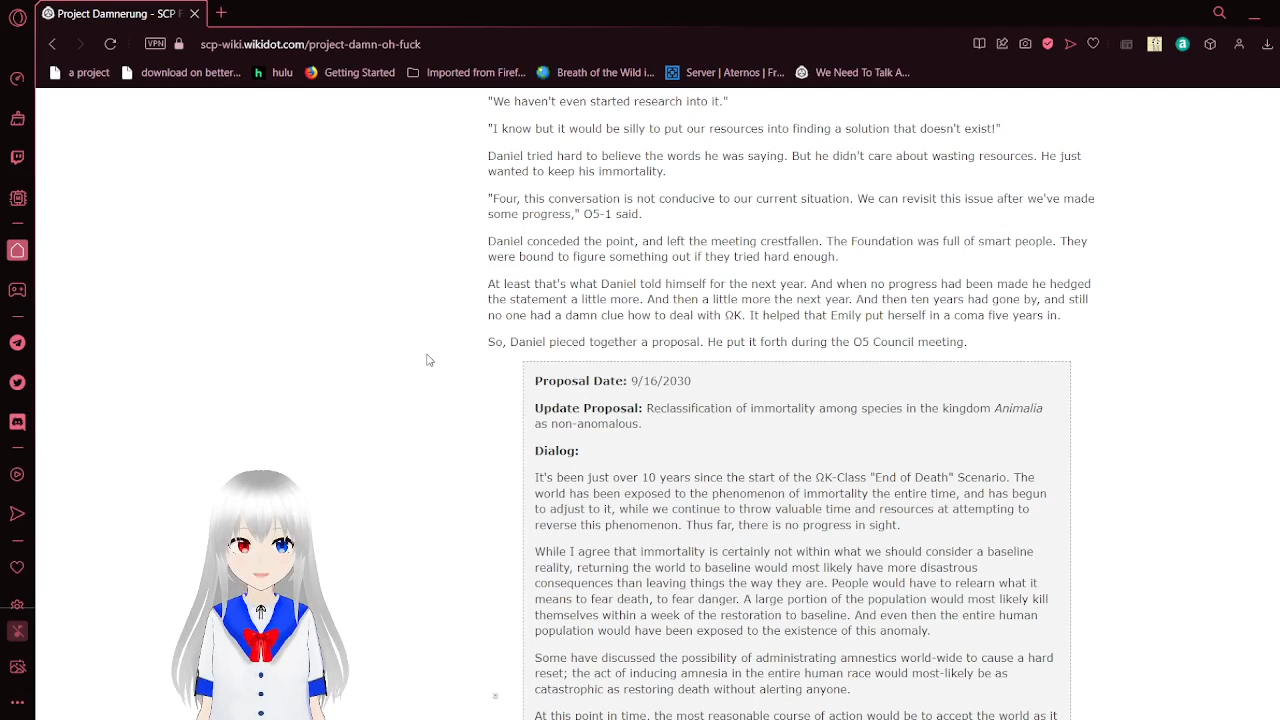 Project Damnerung - SCP F
scp-wiki.wikidot.com/project-damn-oh-fuck
VPN
a project
download on better...
hulu
Getting Started
Imported from Firef...
Breath of the Wild i...
Server | Aternos | Fr...
We Need To Talk A...
"We haven't even started research into it."
"I know but it would be silly to put our resources into finding a solution that doesn't exist!"
Daniel tried hard to believe the words he was saying. But he didn't care about wasting resources. He just
wanted to keep his immortality.
"Four, this conversation is not conducive to our current situation. We can revisit this issue after we've made
some progress," O5-1 said.
Daniel conceded the point, and left the meeting crestfallen. The Foundation was full of smart people. They
were bound to figure something out if they tried hard enough.
At least that's what Daniel told himself for the next year. And when no progress had been made he hedged
the statement a little more. And then a little more the next year. And then ten years had gone by, and still
no one had a damn clue how to deal with ΩK. It helped that Emily put herself in a coma five years in.
So, Daniel pieced together a proposal. He put it forth during the O5 Council meeting.
Proposal Date: 9/16/2030
Update Proposal: Reclassification of immortality among species in the kingdom Animalia
as non-anomalous.
Dialog:
It's been just over 10 years since the start of the ΩK-Class "End of Death" Scenario. The
world has been exposed to the phenomenon of immortality the entire time, and has begun
to adjust to it, while we continue to throw valuable time and resources at attempting to
reverse this phenomenon. Thus far, there is no progress in sight.
While I agree that immortality is certainly not within what we should consider a baseline
reality, returning the world to baseline would most likely have more disastrous
consequences than leaving things the way they are. People would have to relearn what it
means to fear death, to fear danger. A large portion of the population would most likely kill
themselves within a week of the restoration to baseline. And even then the entire human
population would have been exposed to the existence of this anomaly.
Some have discussed the possibility of administrating amnestics world-wide to cause a hard
reset; the act of inducing amnesia in the entire human race would most-likely be as
catastrophic as restoring death without alerting anyone.
At this point in time, the most reasonable course of action would be to accept the world as it